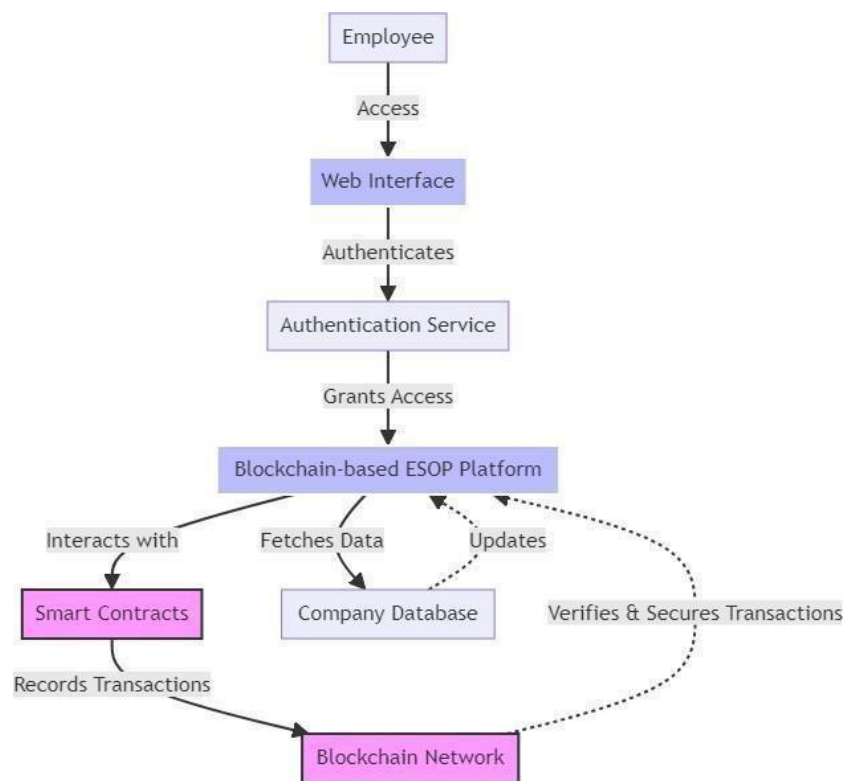 Employee
Access
Web Interface
Authenticates
Authentication Service
Grants Access
Blockchain-based ESOP Platform
Interacts with
Fetches Data
Updates
Smart Contracts
Company Database
Verifies & Secures Transactions
Records Transactions
Blockchain Network